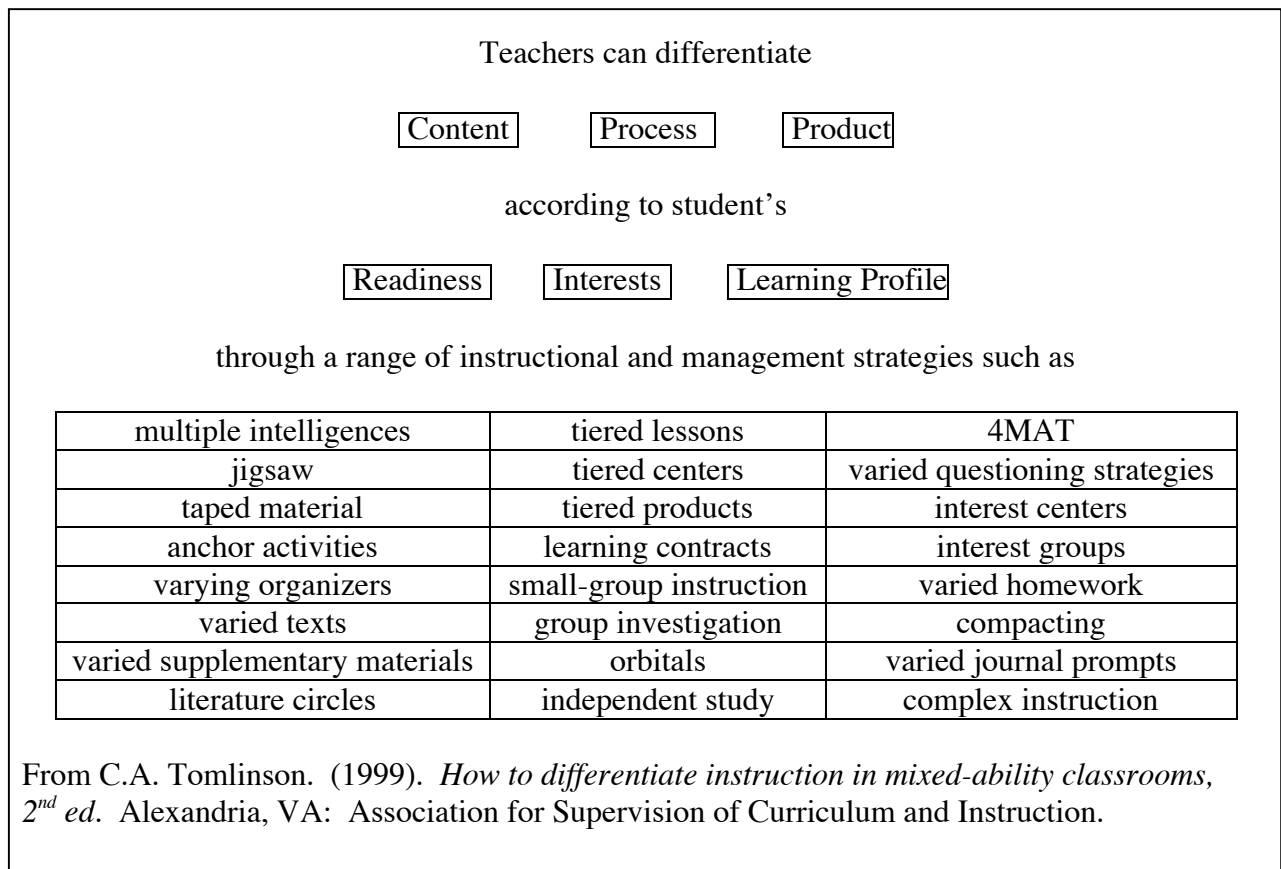 Teachers can differentiate
Content Process Product
according to student’s
Readiness Interests Learning Profile
through a range of instructional and management strategies such as
multiple intelligences tiered lessons 4MAT
jigsaw tiered centers varied questioning strategies
taped material tiered products interest centers
anchor activities learning contracts interest groups
varying organizers small-group instruction varied homework
varied texts group investigation compacting
varied supplementary materials orbitals varied journal prompts
literature circles independent study complex instruction
From C.A. Tomlinson. (1999). How to differentiate instruction in mixed-ability classrooms,
2nd ed. Alexandria, VA: Association for Supervision of Curriculum and Instruction.